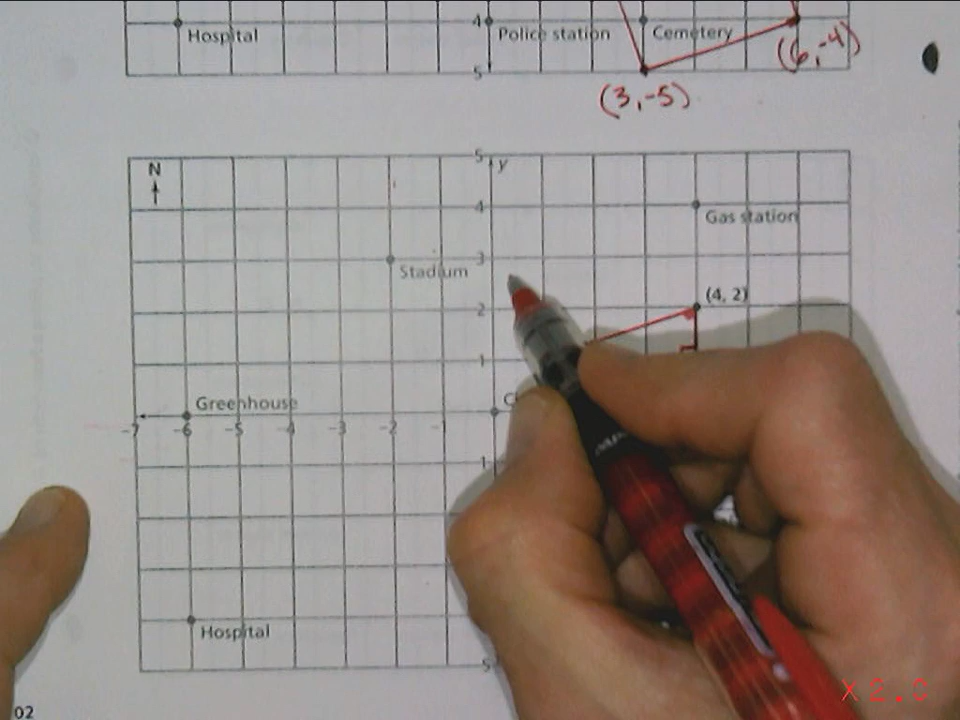 4
Hospital
Police station
Cemetery
(6,-4)
5
(3,-5)
N
5 y
4
Gas station
3
Stadium
(4, 2)
2
1
Greenhouse
-7 -6 -5 -4 -3 -2 -1
1
Hospital
5
02
X2.0